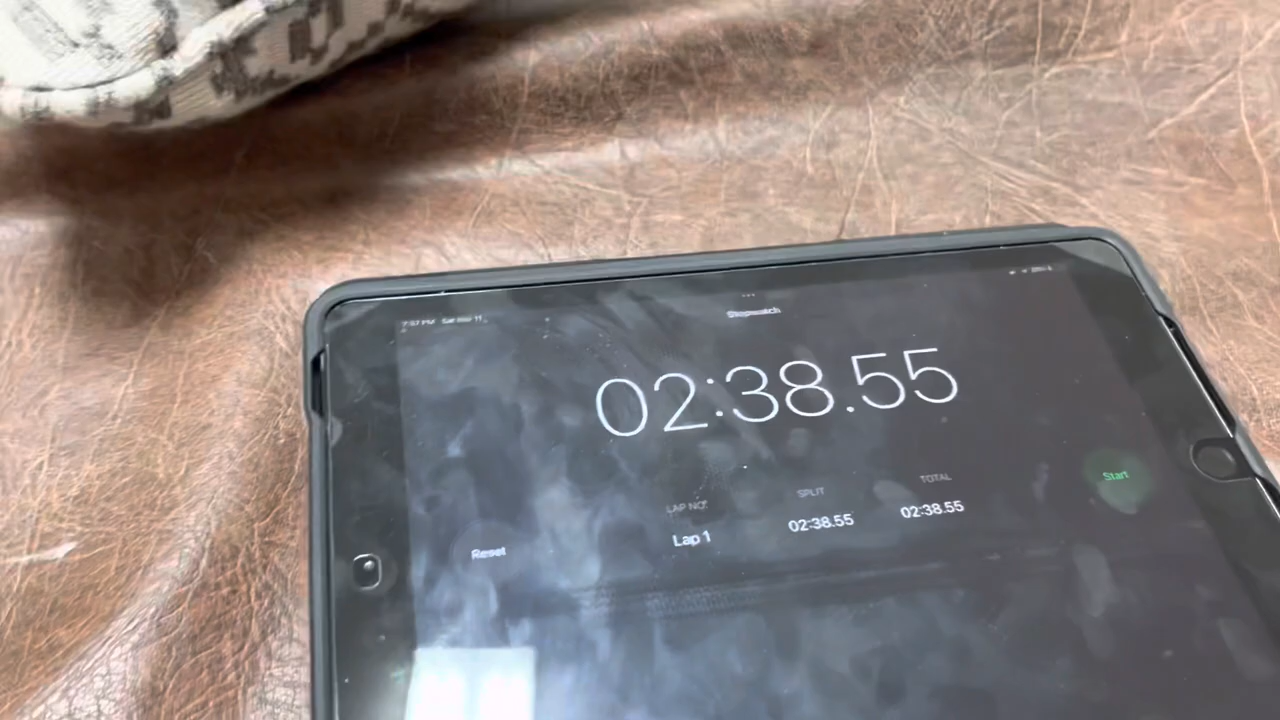 Stopwatch
02:38.55
LAP NO. SPLIT TOTAL
Lap 1 02:38.55 02:38.55
Reset
Start